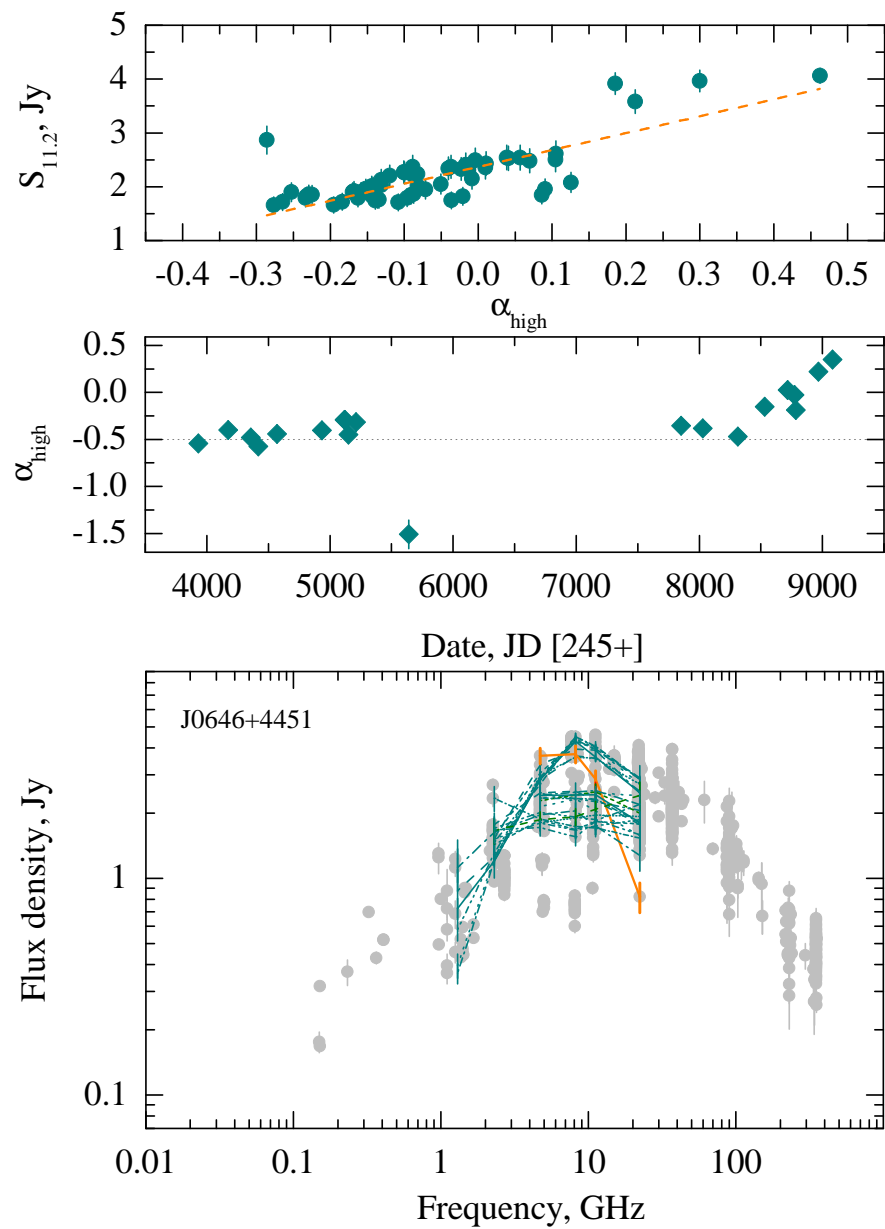 S11.2, Jy
5
4
3
2
1
-0.4 -0.3 -0.2 -0.1 0.0 0.1 0.2 0.3 0.4 0.5
αhigh
αhigh
0.5
0.0
-0.5
-1.0
-1.5
4000 5000 6000 7000 8000 9000
Date, JD [245+]
J0646+4451
Flux density, Jy
1
0.1
0.01 0.1 1 10 100
Frequency, GHz